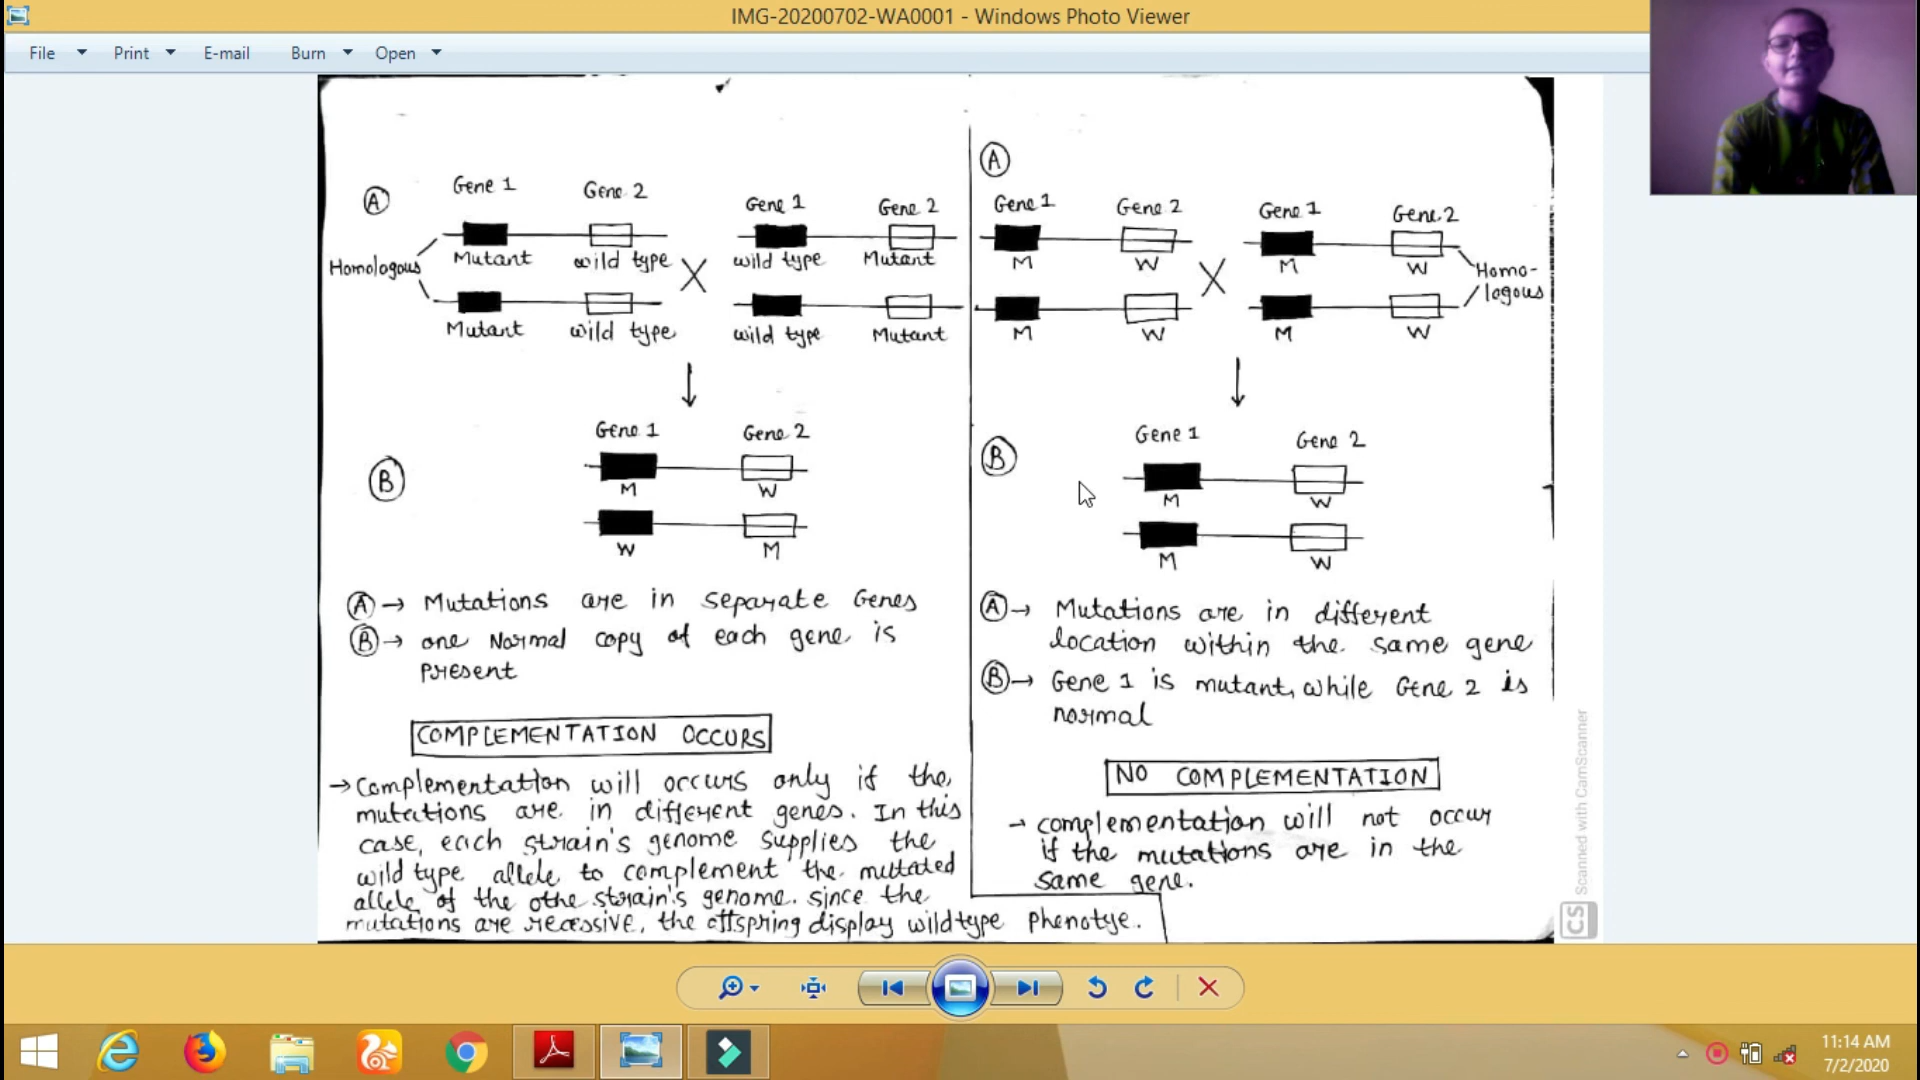 IMG-20200702-WA0001 - Windows Photo Viewer
File Print E-mail Burn Open
A
Gene 1 Gene 2 Gene 1 Gene 2
Homologous
Mutant wild type X wild type Mutant
Mutant wild type wild type Mutant
B
Gene 1 Gene 2
M W
W M
A → Mutations are in separate Genes
B → one Normal copy of each gene is
Present
COMPLEMENTATION OCCURS
→ Complementation will occurs only if the
mutations are in different genes. In this
case, each strain's genome supplies the
wild type allele to complement the mutated
allele of the othe strain's genome. since the
mutations are recessive, the offspring display wild type Phenotye.
A
Gene 1 Gene 2 Gene 1 Gene 2
M W X M W
Homo-
logous
M W M W
B
Gene 1 Gene 2
M W
M W
A → Mutations are in different
location within the same gene
B → Gene 1 is mutant, while Gene 2 is
normal
NO COMPLEMENTATION
→ complementation will not occur
if the mutations are in the
same gene.
Scanned with CamScanner
CS
11:14 AM
7/2/2020